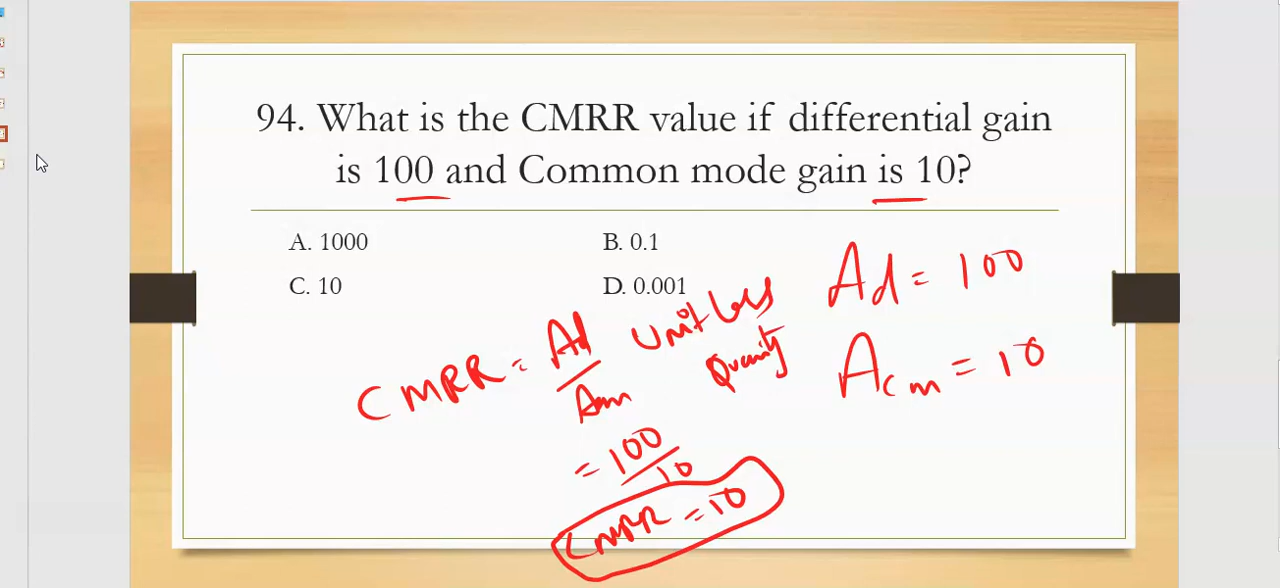 94. What is the CMRR value if differential gain
is 100 and Common mode gain is 10?
A. 1000
B. 0.1
C. 10
D. 0.001
Ad = 100
Acm = 10
CMRR = Ad
Acm
Unitless
Quantity
= 100
10
CMRR = 10